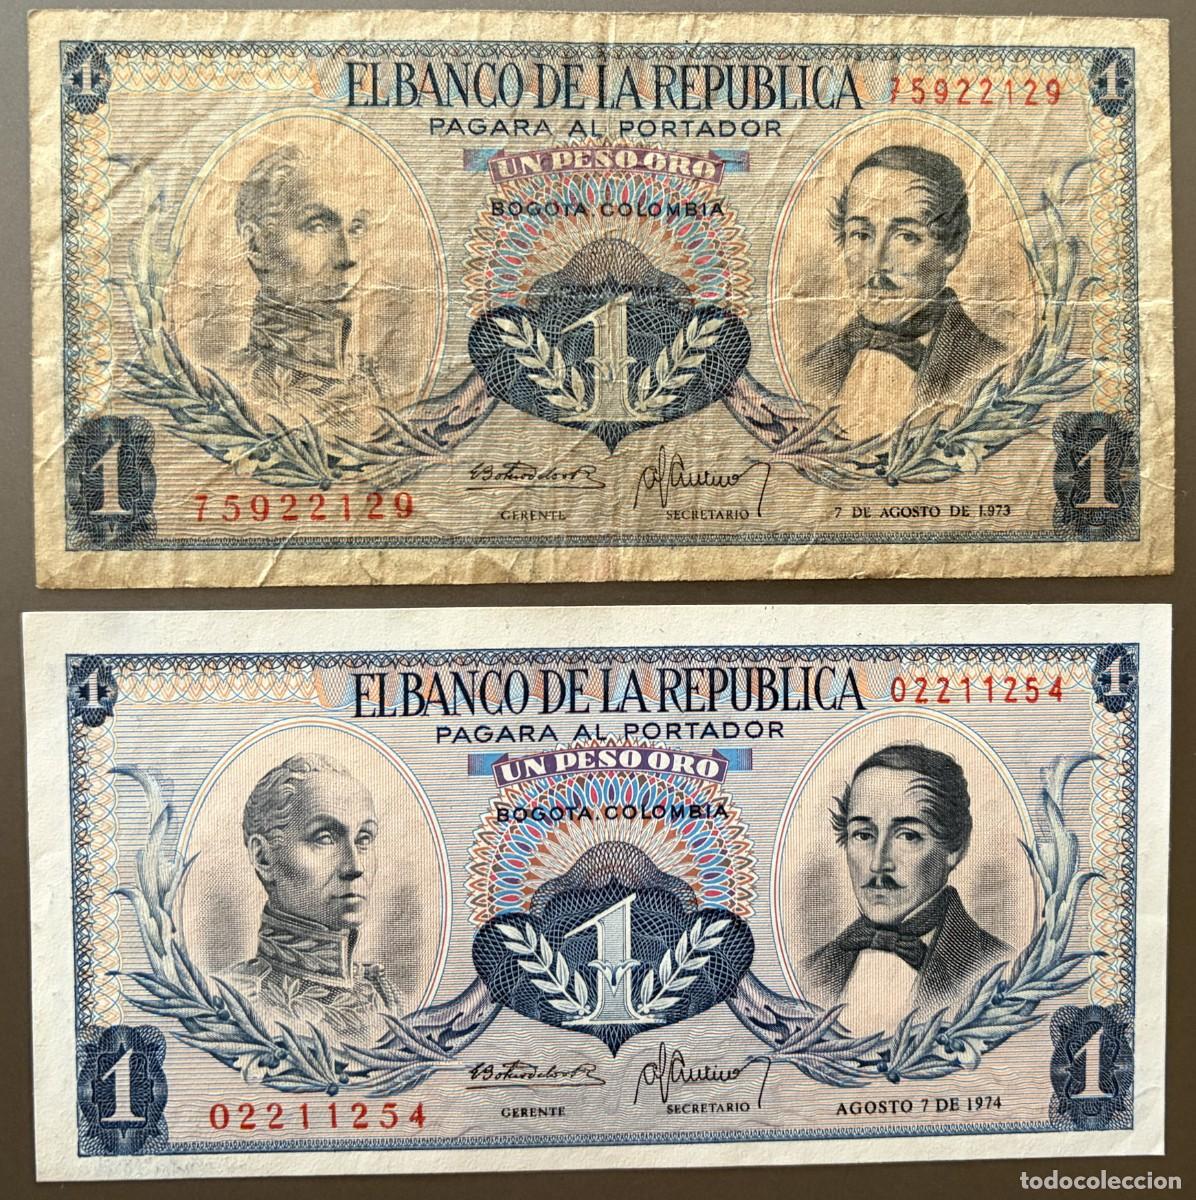 1 EL BANCO DE LA REPUBLICA 75922129 1
PAGARA AL PORTADOR
UN PESO ORO
BOGOTA. COLOMBIA
1
1 1
75922129
GERENTE SECRETARIO 7 DE AGOSTO DE 1.973
1 EL BANCO DE LA REPUBLICA 02211254 1
PAGARA AL PORTADOR
UN PESO ORO
BOGOTA. COLOMBIA
1
1 1
02211254
GERENTE SECRETARIO AGOSTO 7 DE 1974
todocoleccion